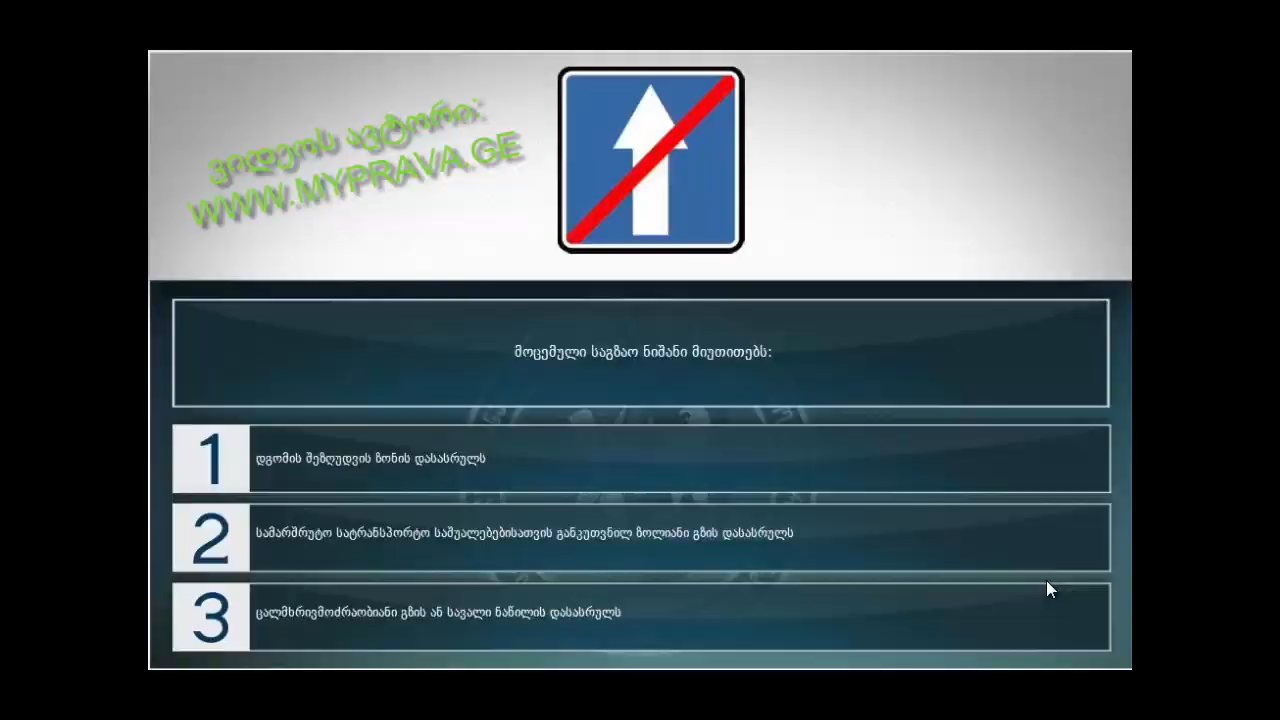 ვიდეოს ავტორი:
WWW.MYPRAVA.GE
მოცემული საგზაო ნიშანი მიუთითებს:
1 დგომის შეზღუდვის ზონის დასასრულს
2 სამარშრუტო სატრანსპორტო საშუალებებისათვის განკუთვნილ ზოლიანი გზის დასასრულს
3 ცალმხრივმოძრაობიანი გზის ან სავალი ნაწილის დასასრულს